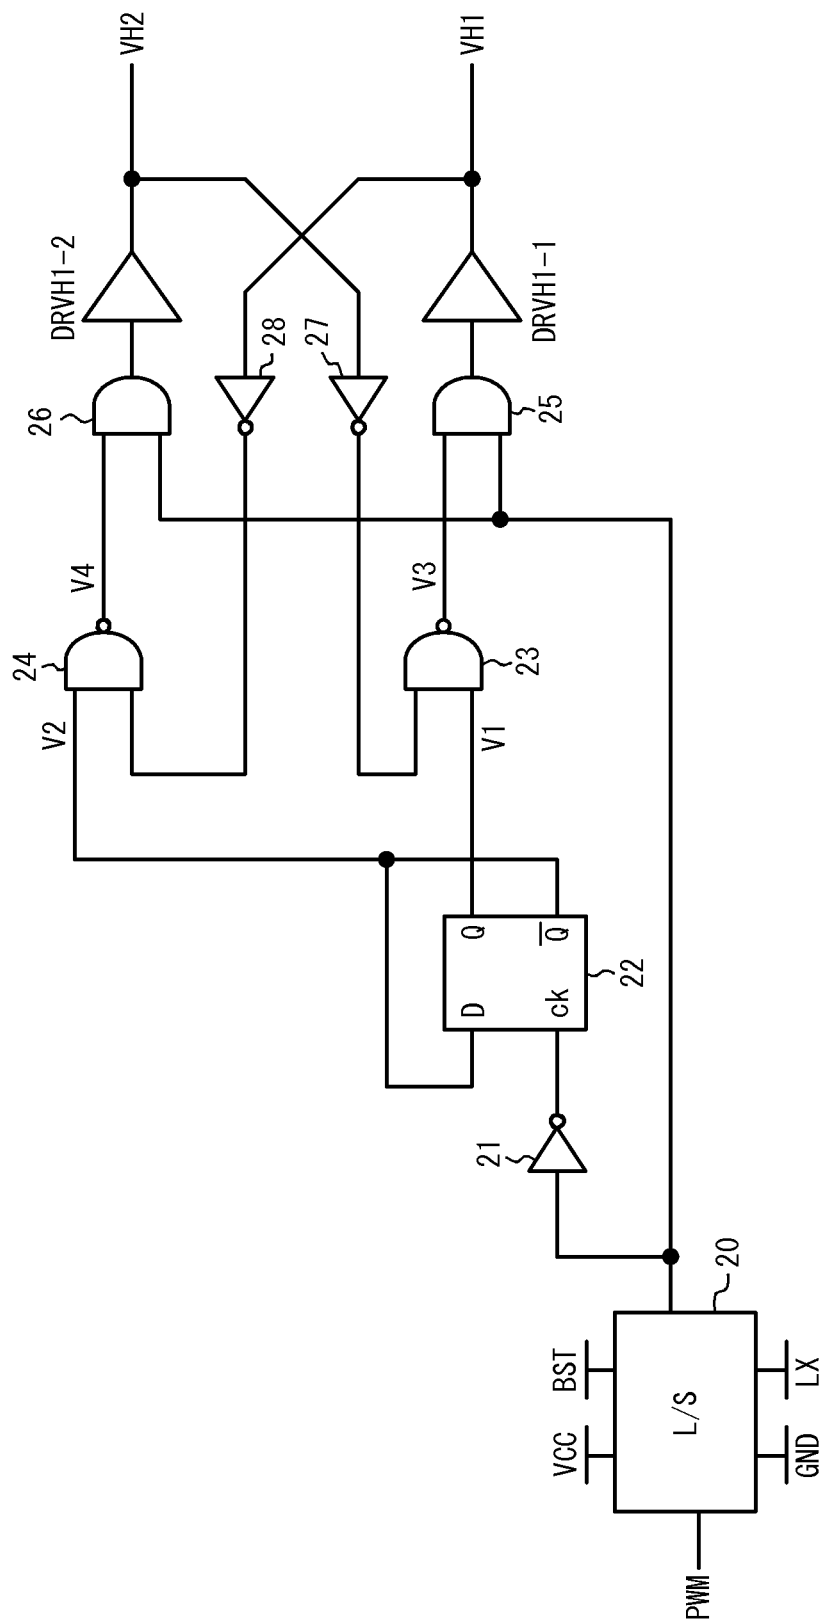 PWM
VCC
BST
L/S
GND
LX
20
21
D
Q
ck
Q̅
22
V2
V1
24
23
V4
V3
26
25
28
27
DRVH1-2
DRVH1-1
VH2
VH1